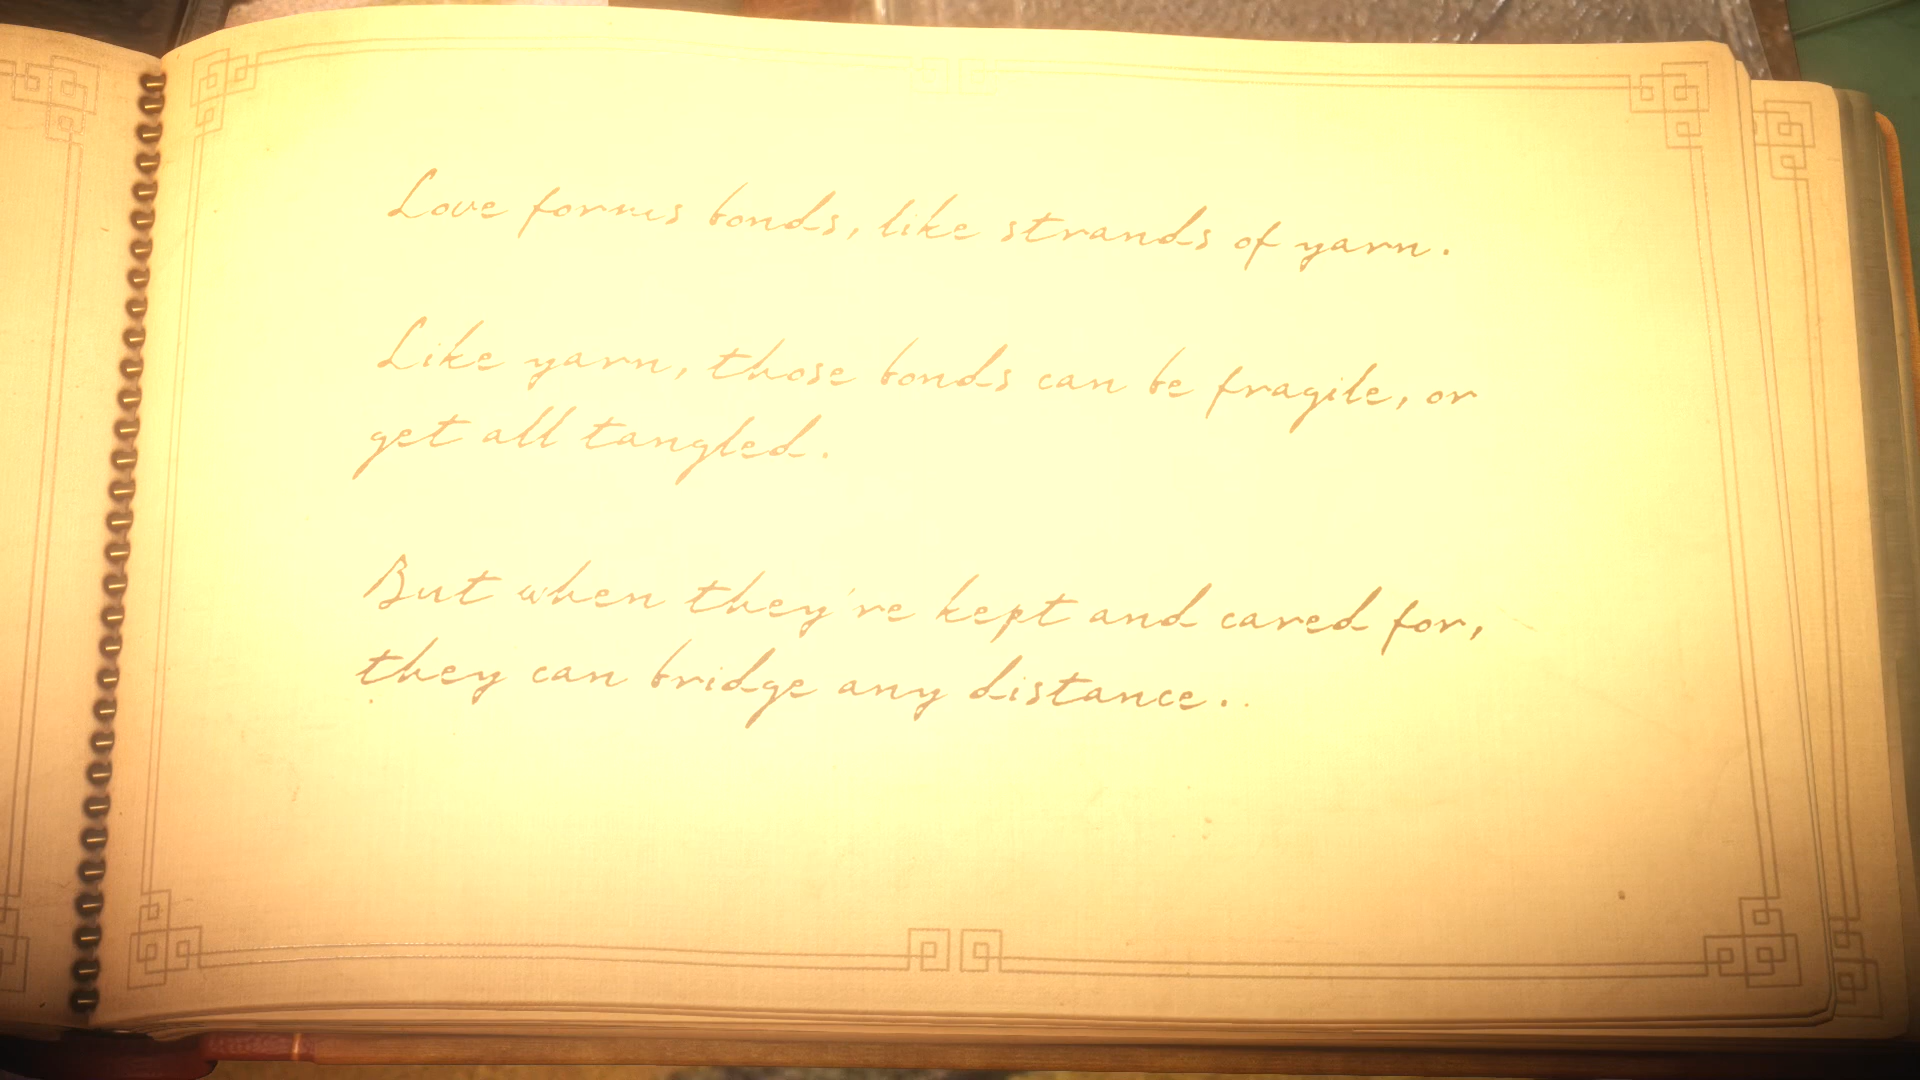 Love forms bonds, like strands of yarn.
Like yarn, those bonds can be fragile, or
get all tangled.
But when they're kept and cared for,
they can bridge any distance..